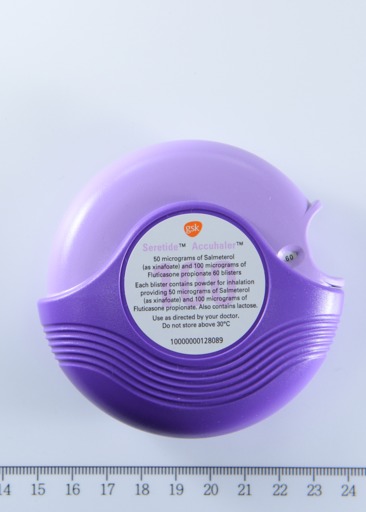 gsk
Seretide™ Accuhaler™
50 micrograms of Salmeterol
(as xinafoate) and 100 micrograms of
Fluticasone propionate 60 blisters
Each blister contains powder for inhalation
providing 50 micrograms of Salmeterol
(as xinafoate) and 100 micrograms of
Fluticasone propionate. Also contains lactose.
Use as directed by your doctor.
Do not store above 30°C
10000000128089
60
14 15 16 17 18 19 20 21 22 23 24